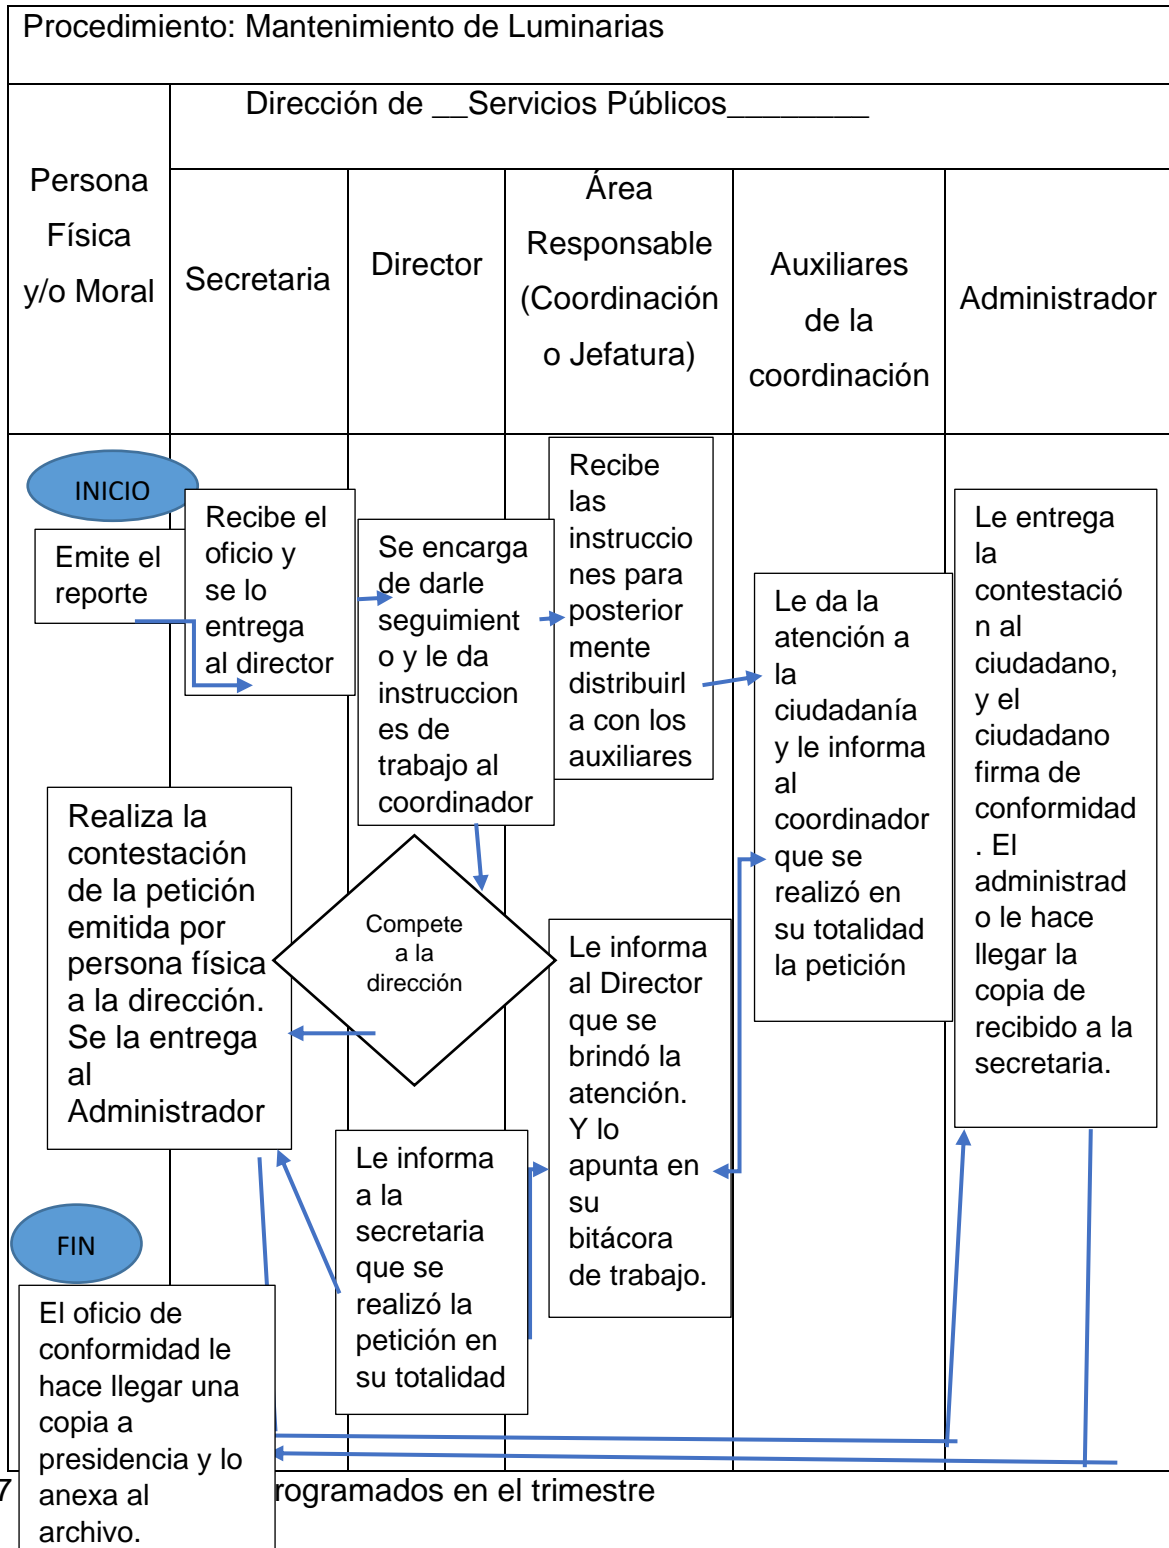 Procedimiento: Mantenimiento de Luminarias
Dirección de __Servicios Públicos________
Persona
Física
y/o Moral
Secretaria
Director
Área
Responsable
(Coordinación
o Jefatura)
Auxiliares
de la
coordinación
Administrador
INICIO
Emite el
reporte
Recibe el
oficio y
se lo
entrega
al director
Se encarga
de darle
seguimient
o y le da
instruccion
es de
trabajo al
coordinador
Recibe
las
instruccio
nes para
posterior
mente
distribuirl
a con los
auxiliares
Le da la
atención a
la
ciudadanía
y le informa
al
coordinador
que se
realizó en
su totalidad
la petición
Le entrega
la
contestació
n al
ciudadano,
y el
ciudadano
firma de
conformidad
. El
administrad
o le hace
llegar la
copia de
recibido a la
secretaria.
Realiza la
contestación
de la petición
emitida por
persona física
a la dirección.
Se la entrega
al
Administrador
Compete
a la
dirección
Le informa
al Director
que se
brindó la
atención.
Y lo
apunta en
su
bitácora
de trabajo.
Le informa
a la
secretaria
que se
realizó la
petición en
su totalidad
FIN
El oficio de
conformidad le
hace llegar una
copia a
presidencia y lo
anexa al
archivo.
7 rogramados en el trimestre